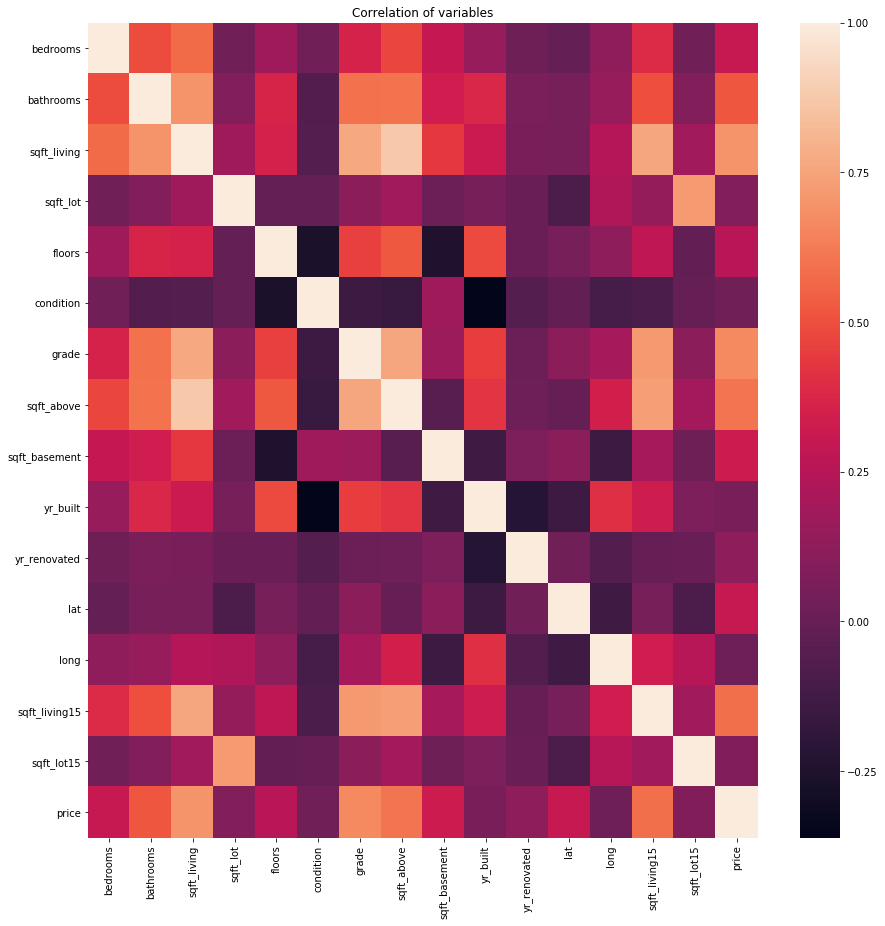 Correlation of variables
bedrooms
bathrooms
sqft_living
sqft_lot
floors
condition
grade
sqft_above
sqft_basement
yr_built
yr_renovated
lat
long
sqft_living15
sqft_lot15
price
bedrooms
bathrooms
sqft_living
sqft_lot
floors
condition
grade
sqft_above
sqft_basement
yr_built
yr_renovated
lat
long
sqft_living15
sqft_lot15
price
1.00
0.75
0.50
0.25
0.00
−0.25